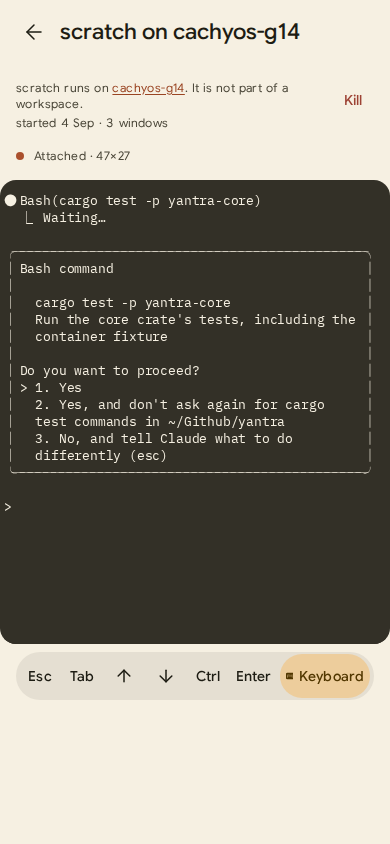 scratch on cachyos-g14
scratch runs on cachyos-g14. It is not part of a
workspace.
Kill
started 4 Sep · 3 windows
Attached · 47×27
Bash(cargo test -p yantra-core)
Waiting…
Bash command
cargo test -p yantra-core
Run the core crate's tests, including the
container fixture
Do you want to proceed?
> 1. Yes
2. Yes, and don't ask again for cargo
test commands in ~/Github/yantra
3. No, and tell Claude what to do
differently (esc)
>
Esc Tab ↑ ↓ Ctrl Enter Keyboard